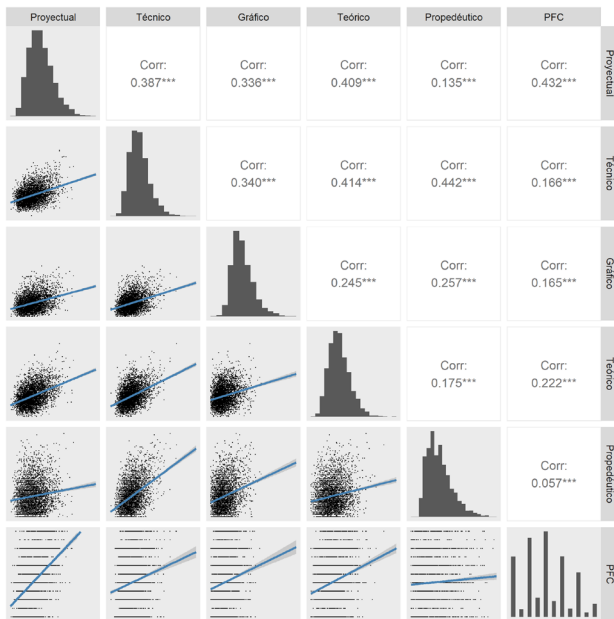 Proyectual Técnico Gráfico Teórico Propedéutico PFC
Corr: Corr: Corr: Corr: Corr:
0.387*** 0.336*** 0.409*** 0.135*** 0.432***
Proyectual
Corr: Corr: Corr: Corr:
0.340*** 0.414*** 0.442*** 0.166***
Técnico
Corr: Corr: Corr:
0.245*** 0.257*** 0.165***
Gráfico
Corr: Corr:
0.175*** 0.222***
Teórico
Corr:
0.057***
Propedéutico
PFC